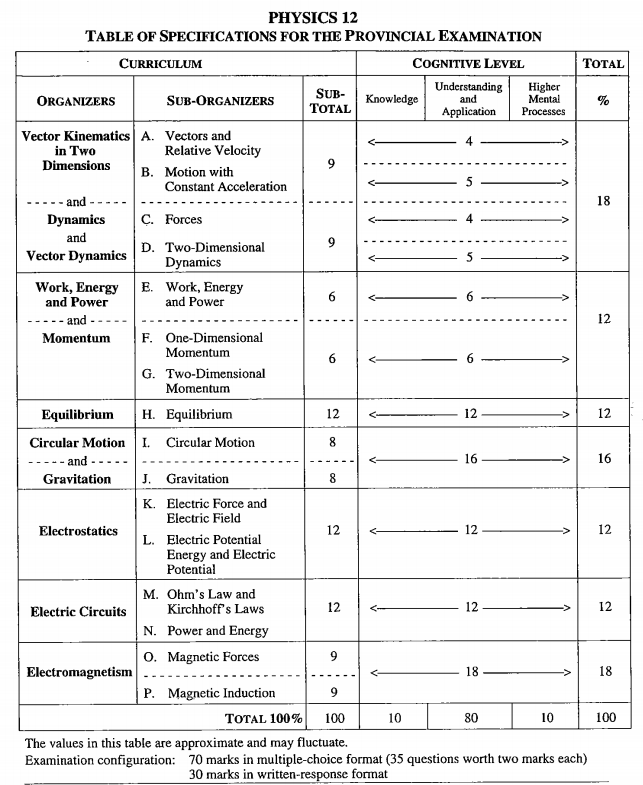 PHYSICS 12
TABLE OF SPECIFICATIONS FOR THE PROVINCIAL EXAMINATION
CURRICULUM COGNITIVE LEVEL TOTAL
ORGANIZERS SUB-ORGANIZERS SUB-TOTAL Knowledge Understanding and Application Higher Mental Processes %
Vector Kinematics in Two Dimensions
A. Vectors and Relative Velocity
B. Motion with Constant Acceleration
9
4
5
----- and -----
Dynamics
and
Vector Dynamics
C. Forces
D. Two-Dimensional Dynamics
9
4
5
18
Work, Energy and Power
E. Work, Energy and Power
6
6
----- and -----
Momentum
F. One-Dimensional Momentum
G. Two-Dimensional Momentum
6
6
12
Equilibrium H. Equilibrium 12 12 12
Circular Motion I. Circular Motion 8
----- and ----- 16 16
Gravitation J. Gravitation 8
Electrostatics
K. Electric Force and Electric Field
L. Electric Potential Energy and Electric Potential
12 12 12
Electric Circuits
M. Ohm's Law and Kirchhoff's Laws
N. Power and Energy
12 12 12
Electromagnetism
O. Magnetic Forces 9
P. Magnetic Induction 9
18 18
TOTAL 100% 100 10 80 10 100
The values in this table are approximate and may fluctuate.
Examination configuration: 70 marks in multiple-choice format (35 questions worth two marks each)
30 marks in written-response format